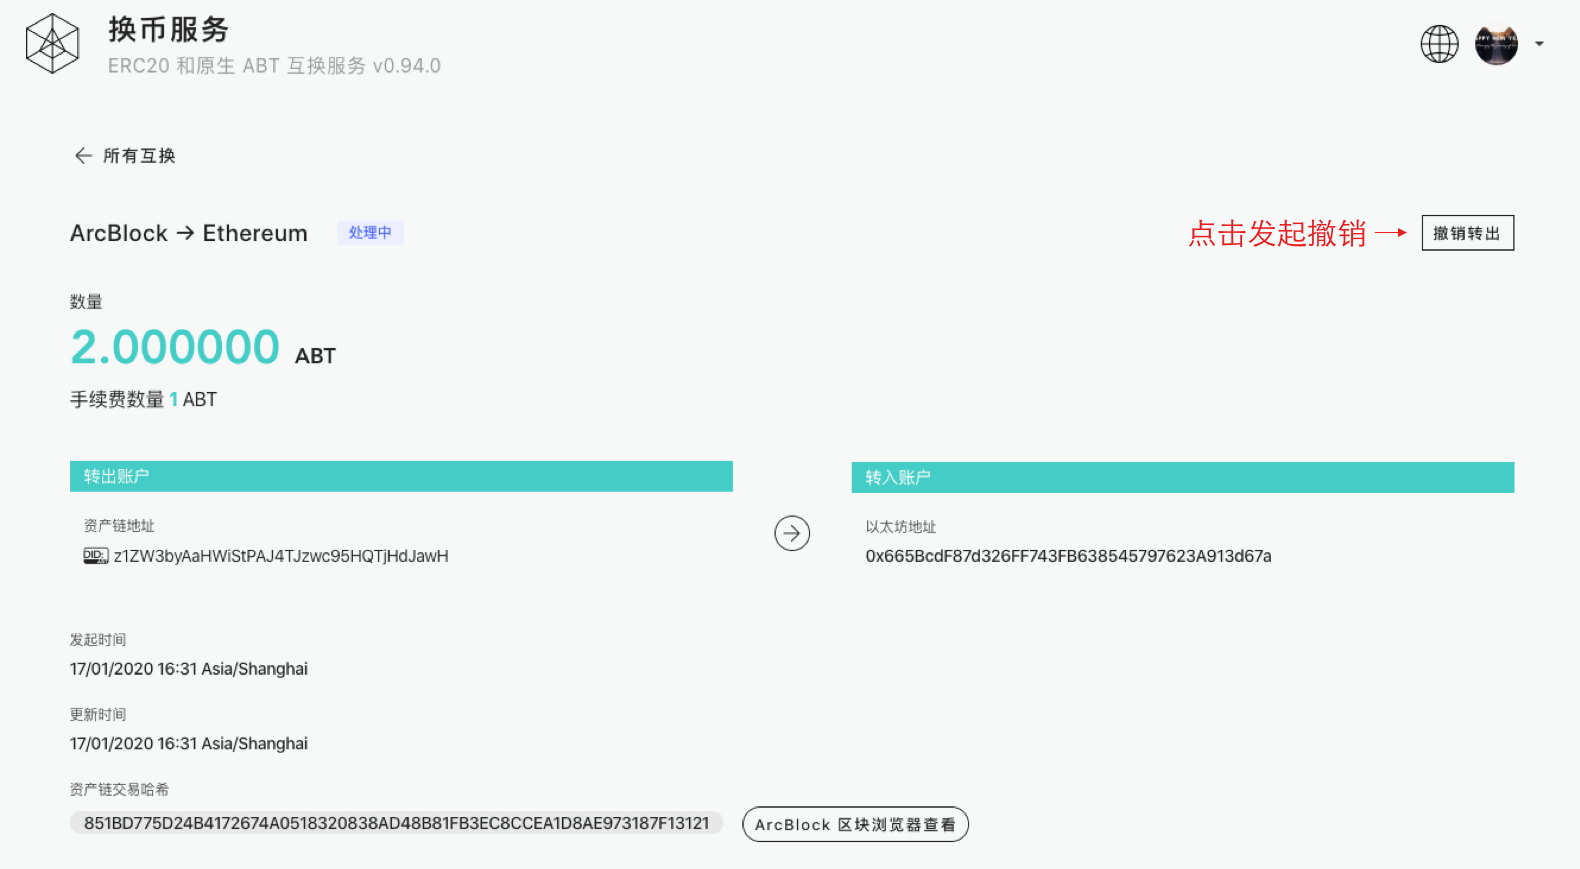 换币服务
ERC20 和原生 ABT 互换服务 v0.94.0
← 所有互换
ArcBlock → Ethereum 处理中
点击发起撤销 → 撤销转出
数量
2.000000 ABT
手续费数量 1 ABT
转出账户
资产链地址
DID: ABT z1ZW3byAaHWiStPAJ4TJzwc95HQTjHdJawH
转入账户
以太坊地址
0x665BcdF87d326FF743FB638545797623A913d67a
发起时间
17/01/2020 16:31 Asia/Shanghai
更新时间
17/01/2020 16:31 Asia/Shanghai
资产链交易哈希
851BD775D24B4172674A0518320838AD48B81FB3EC8CCEA1D8AE973187F13121
ArcBlock 区块浏览器查看